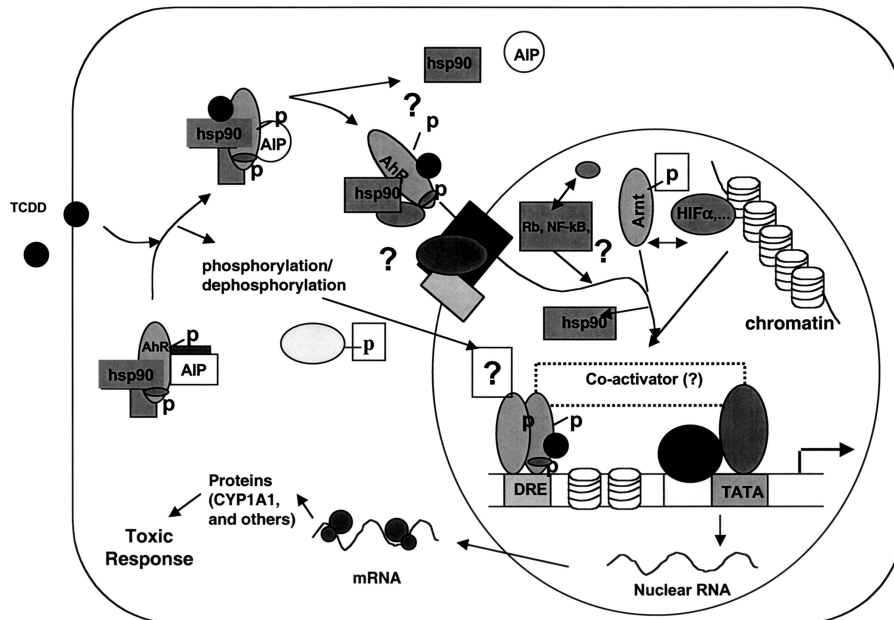 hsp90
AIP
?
p
p
hsp90
AIP
p
AhR
hsp90
p
p
Arnt
HIFα,...
TCDD
Rb, NF-kB,
?
?
phosphorylation/
dephosphorylation
hsp90
chromatin
AhR
p
AIP
hsp90
p
p
?
Co-activator (?)
p
p
p
DRE
TATA
Proteins
(CYP1A1,
and others)
Toxic
Response
mRNA
Nuclear RNA